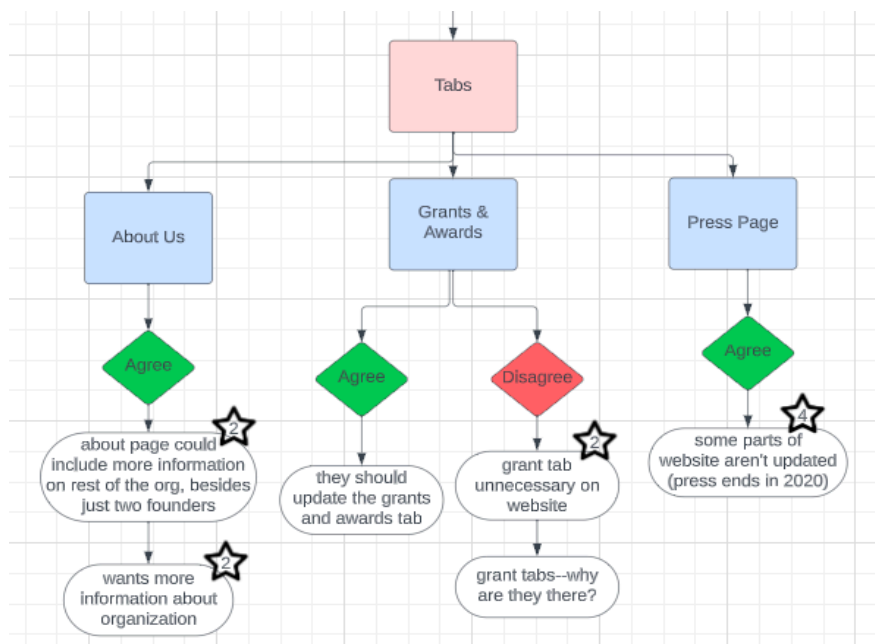 Tabs
About Us
Grants &
Awards
Press Page
Agree
Agree
Disagree
Agree
2
about page could
include more information
on rest of the org, besides
just two founders
2
wants more
information about
organization
they should
update the grants
and awards tab
2
grant tab
unnecessary on
website
grant tabs--why
are they there?
4
some parts of
website aren't updated
(press ends in 2020)